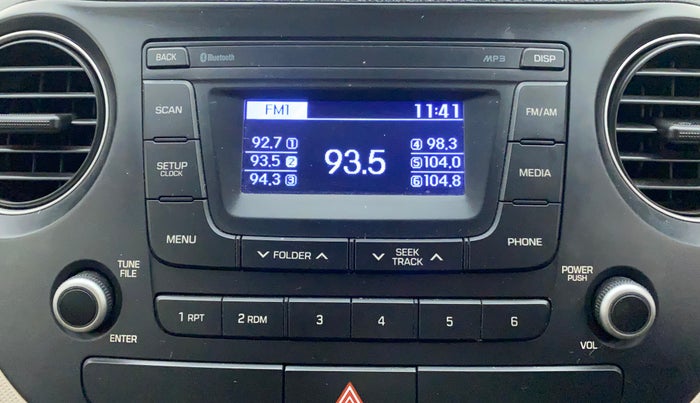 BACK
Bluetooth
MP3
DISP
SCAN
FM1
11:41
FM/AM
92.7 1
4 98.3
93.5 2
93.5
5 104.0
94.3 3
6 104.8
SETUP
CLOCK
MEDIA
MENU
FOLDER
SEEK
TRACK
PHONE
TUNE
FILE
POWER
PUSH
1 RPT
2 RDM
3
4
5
6
ENTER
VOL